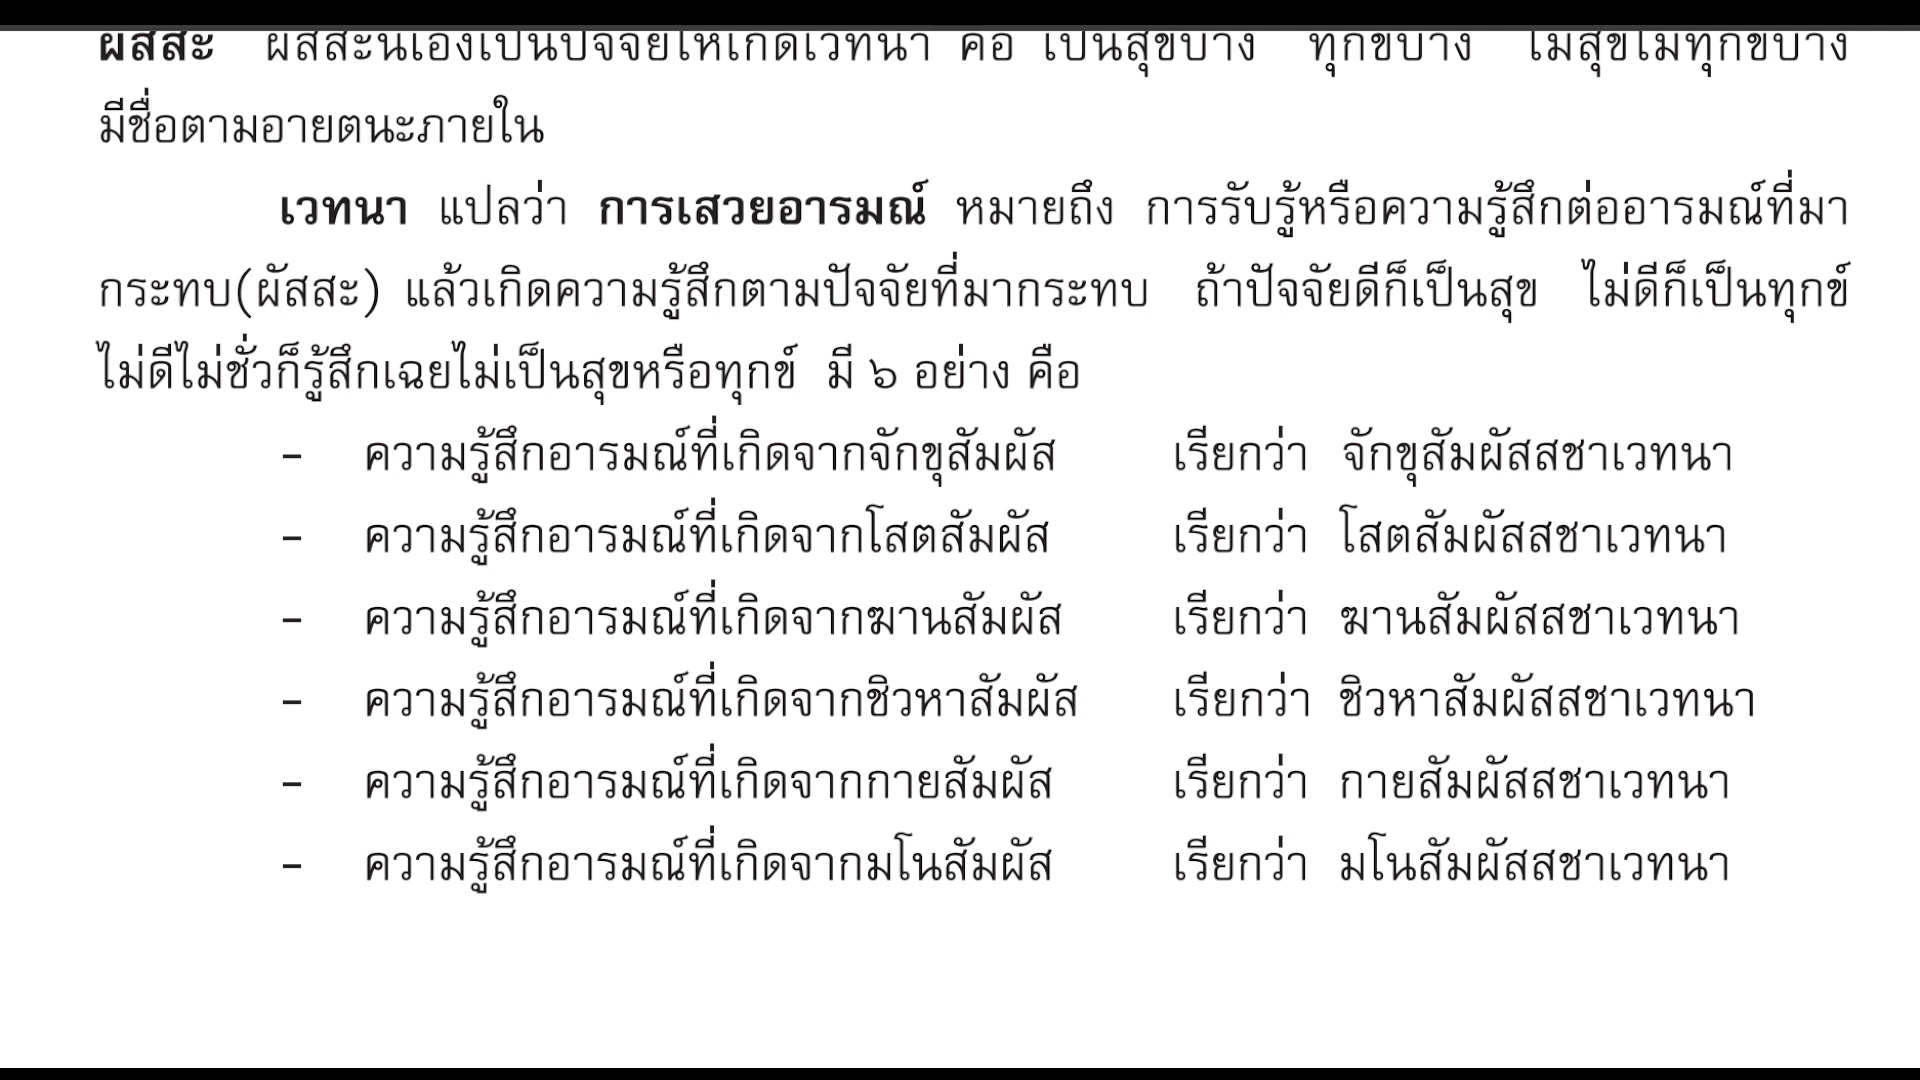 ผัสสะ ผัสสะนี้เองเป็นปัจจัยให้เกิดเวทนา คือ เป็นสุขบ้าง ทุกข์บ้าง ไม่สุขไม่ทุกข์บ้าง
มีชื่อตามอายตนะภายใน
เวทนา แปลว่า การเสวยอารมณ์ หมายถึง การรับรู้หรือความรู้สึกต่ออารมณ์ที่มา
กระทบ(ผัสสะ) แล้วเกิดความรู้สึกตามปัจจัยที่มากระทบ ถ้าปัจจัยดีก็เป็นสุข ไม่ดีก็เป็นทุกข์
ไม่ดีไม่ชั่วก็รู้สึกเฉยไม่เป็นสุขหรือทุกข์ มี ๖ อย่าง คือ
- ความรู้สึกอารมณ์ที่เกิดจากจักขุสัมผัส เรียกว่า จักขุสัมผัสสชาเวทนา
- ความรู้สึกอารมณ์ที่เกิดจากโสตสัมผัส เรียกว่า โสตสัมผัสสชาเวทนา
- ความรู้สึกอารมณ์ที่เกิดจากฆานสัมผัส เรียกว่า ฆานสัมผัสสชาเวทนา
- ความรู้สึกอารมณ์ที่เกิดจากชิวหาสัมผัส เรียกว่า ชิวหาสัมผัสสชาเวทนา
- ความรู้สึกอารมณ์ที่เกิดจากกายสัมผัส เรียกว่า กายสัมผัสสชาเวทนา
- ความรู้สึกอารมณ์ที่เกิดจากมโนสัมผัส เรียกว่า มโนสัมผัสสชาเวทนา